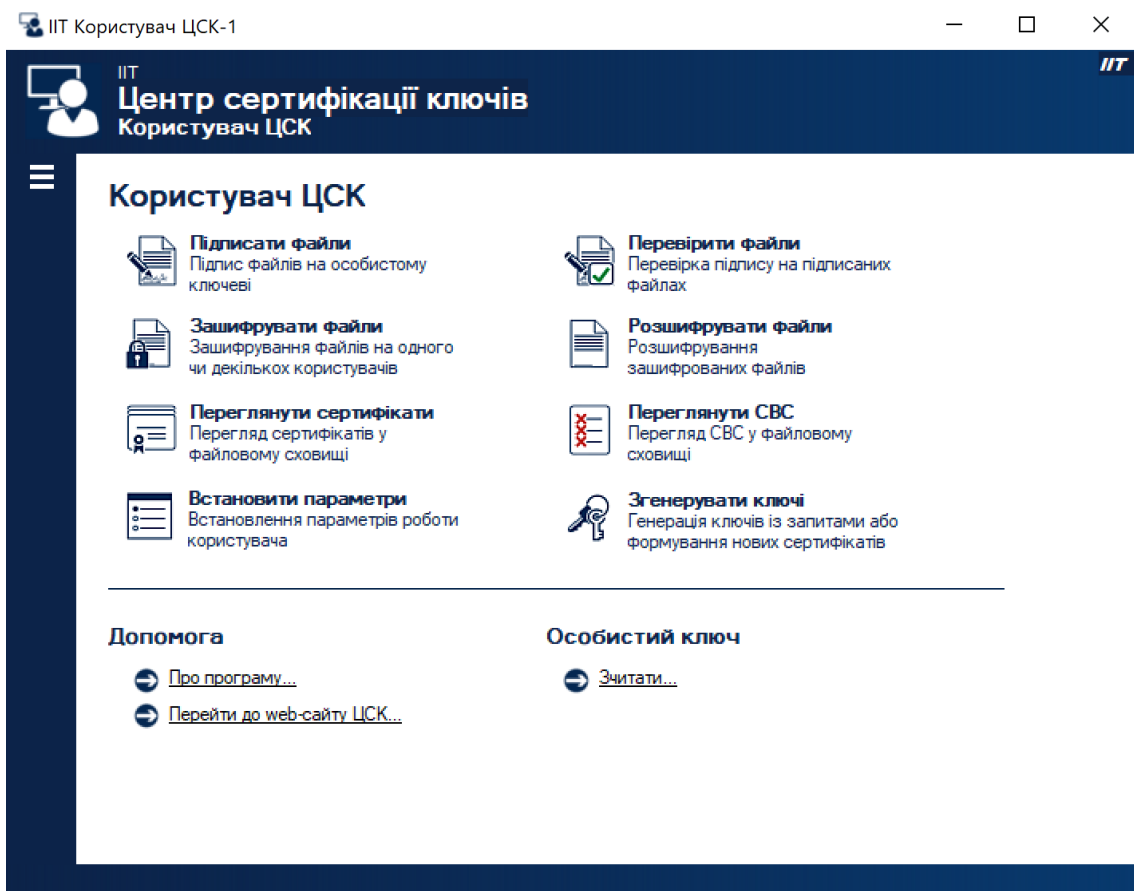 ІІТ Користувач ЦСК-1
ІІТ
ІІТ
Центр сертифікації ключів
Користувач ЦСК
Користувач ЦСК
Підписати файли
Підпис файлів на особистому
ключеві
Перевірити файли
Перевірка підпису на підписаних
файлах
Зашифрувати файли
Зашифрування файлів на одного
чи декількох користувачів
Розшифрувати файли
Розшифрування
зашифрованих файлів
Переглянути сертифікати
Перегляд сертифікатів у
файловому сховищі
Переглянути СВС
Перегляд СВС у файловому
сховищі
Встановити параметри
Встановлення параметрів роботи
користувача
Згенерувати ключі
Генерація ключів із запитами або
формування нових сертифікатів
Допомога
Про програму...
Перейти до web-сайту ЦСК...
Особистий ключ
Зчитати...